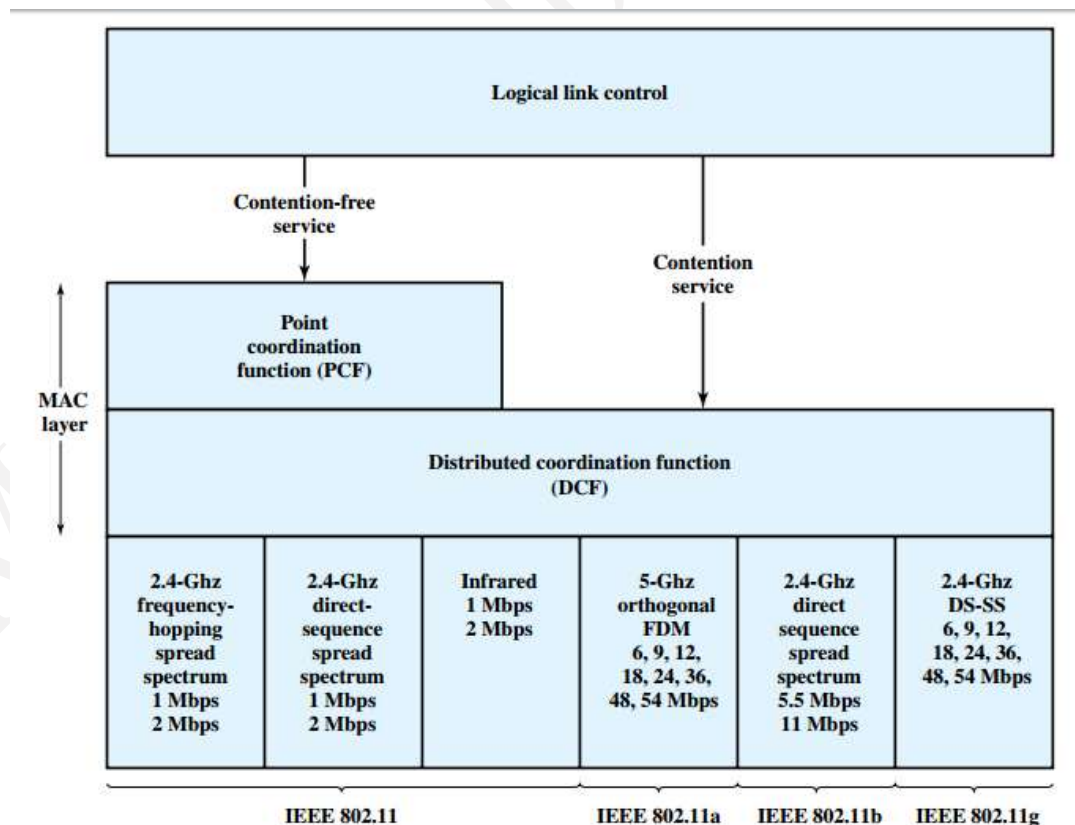 Logical link control
Contention-free
service
Contention
service
Point
coordination
function (PCF)
MAC
layer
Distributed coordination function
(DCF)
2.4-Ghz
frequency-
hopping
spread
spectrum
1 Mbps
2 Mbps
2.4-Ghz
direct-
sequence
spread
spectrum
1 Mbps
2 Mbps
Infrared
1 Mbps
2 Mbps
5-Ghz
orthogonal
FDM
6, 9, 12,
18, 24, 36,
48, 54 Mbps
2.4-Ghz
direct
sequence
spread
spectrum
5.5 Mbps
11 Mbps
2.4-Ghz
DS-SS
6, 9, 12,
18, 24, 36,
48, 54 Mbps
IEEE 802.11
IEEE 802.11a
IEEE 802.11b
IEEE 802.11g